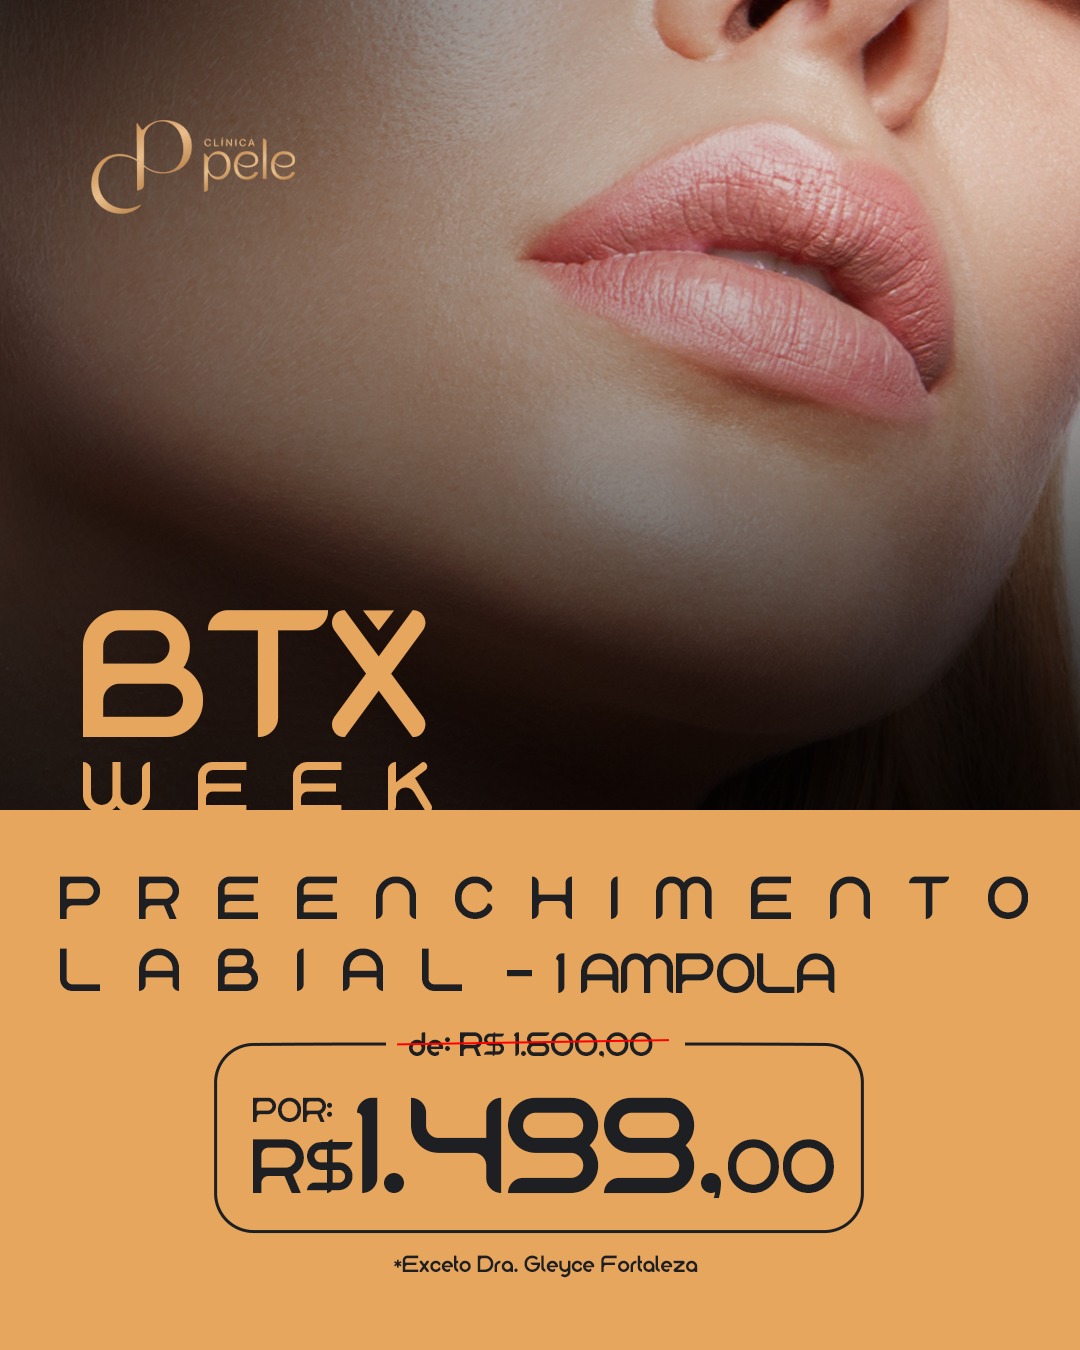 CLÍNICA
pele
BTX
WEEK
PREENCHIMENTO
LABIAL - 1 AMPOLA
de: R$ 1.600,00
POR:
R$1.499,00
*Exceto Dra. Gleyce Fortaleza